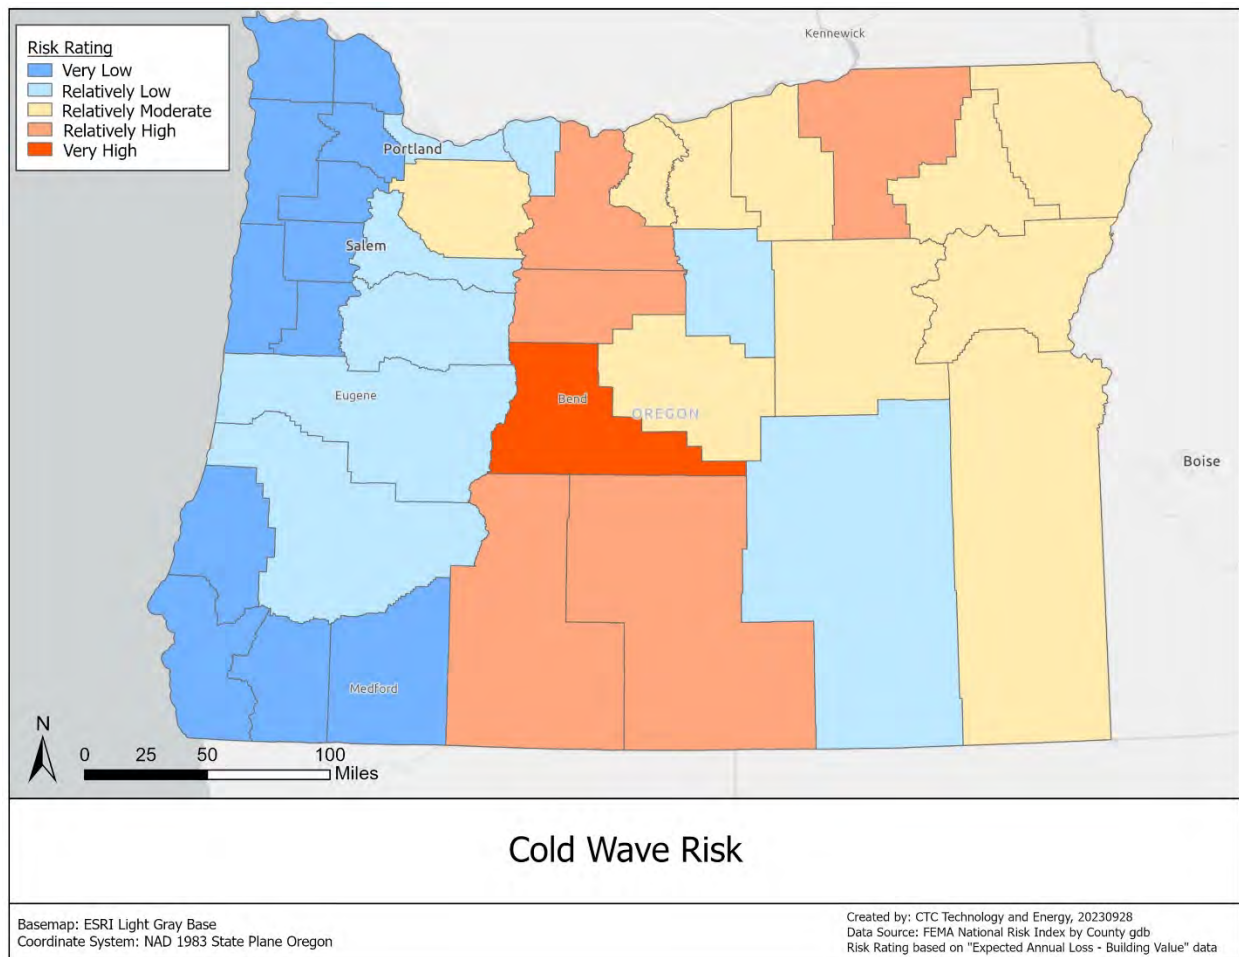 Kennewick
Risk Rating
Very Low
Relatively Low
Relatively Moderate
Relatively High
Very High
Portland
Salem
Eugene
Bend
OREGON
Boise
Medford
N
0 25 50 100
Miles
Cold Wave Risk
Basemap: ESRI Light Gray Base
Coordinate System: NAD 1983 State Plane Oregon
Created by: CTC Technology and Energy, 20230928
Data Source: FEMA National Risk Index by County gdb
Risk Rating based on "Expected Annual Loss - Building Value" data